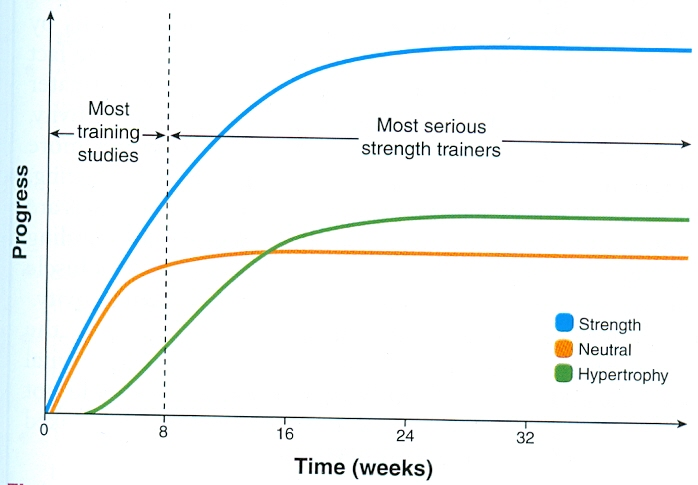 Most
training
studies
Most serious
strength trainers
Progress
Strength
Neutral
Hypertrophy
0
8
16
24
32
Time (weeks)